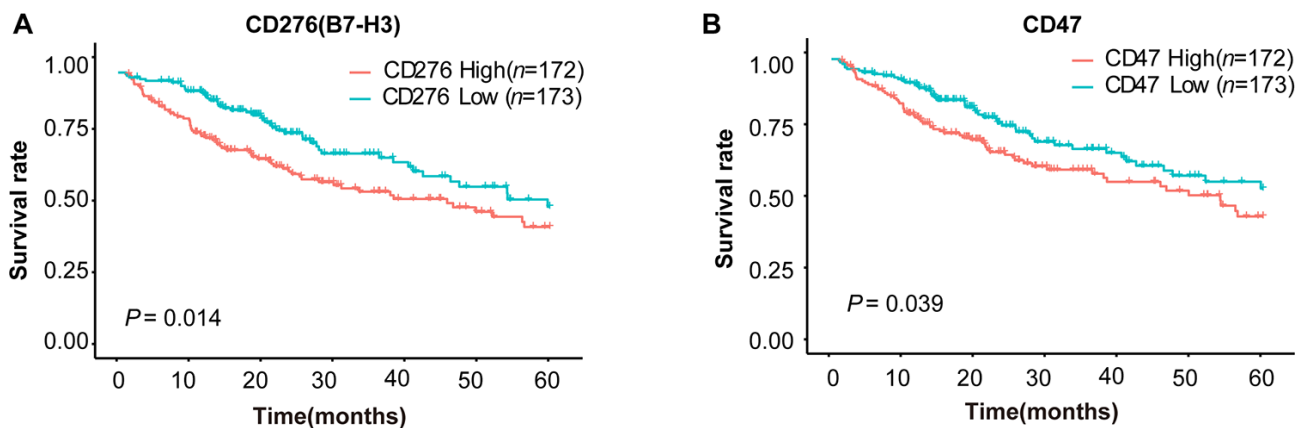 A
CD276(B7-H3)
CD276 High(n=172)
CD276 Low (n=173)
Survival rate
1.00
0.75
0.50
0.25
0.00
P = 0.014
0 10 20 30 40 50 60
Time(months)
B
CD47
CD47 High(n=172)
CD47 Low (n=173)
Survival rate
1.00
0.75
0.50
0.25
0.00
P = 0.039
0 10 20 30 40 50 60
Time(months)